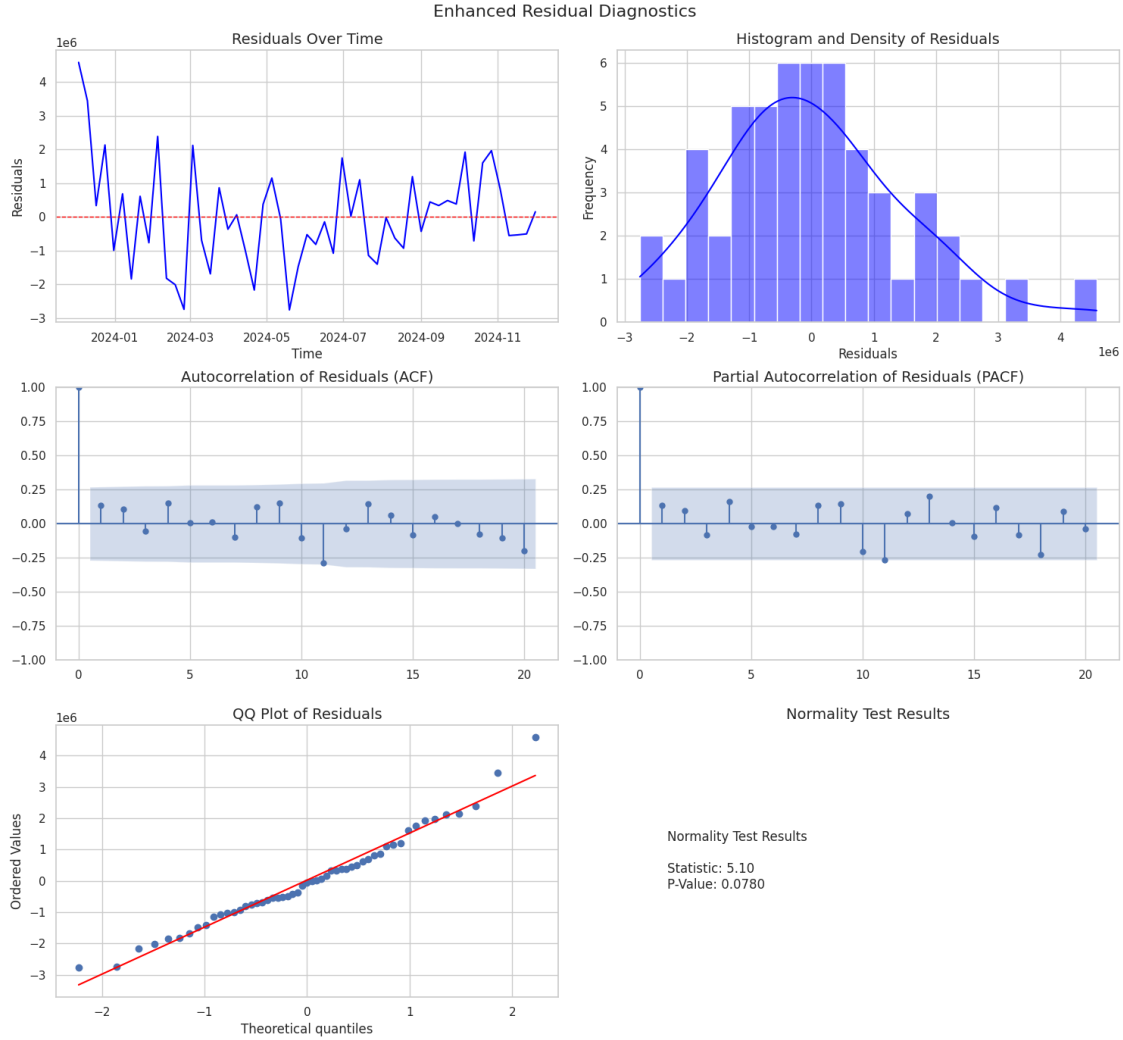 Enhanced Residual Diagnostics
Residuals Over Time
1e6
4
3
2
1
0
−1
−2
−3
Residuals
2024-01 2024-03 2024-05 2024-07 2024-09 2024-11
Time
Histogram and Density of Residuals
6
5
4
3
2
1
0
Frequency
−3 −2 −1 0 1 2 3 4
1e6
Residuals
Autocorrelation of Residuals (ACF)
1.00
0.75
0.50
0.25
0.00
−0.25
−0.50
−0.75
−1.00
0 5 10 15 20
Partial Autocorrelation of Residuals (PACF)
1.00
0.75
0.50
0.25
0.00
−0.25
−0.50
−0.75
−1.00
0 5 10 15 20
QQ Plot of Residuals
1e6
4
3
2
1
0
−1
−2
−3
Ordered Values
−2 −1 0 1 2
Theoretical quantiles
Normality Test Results
Normality Test Results
Statistic: 5.10
P-Value: 0.0780